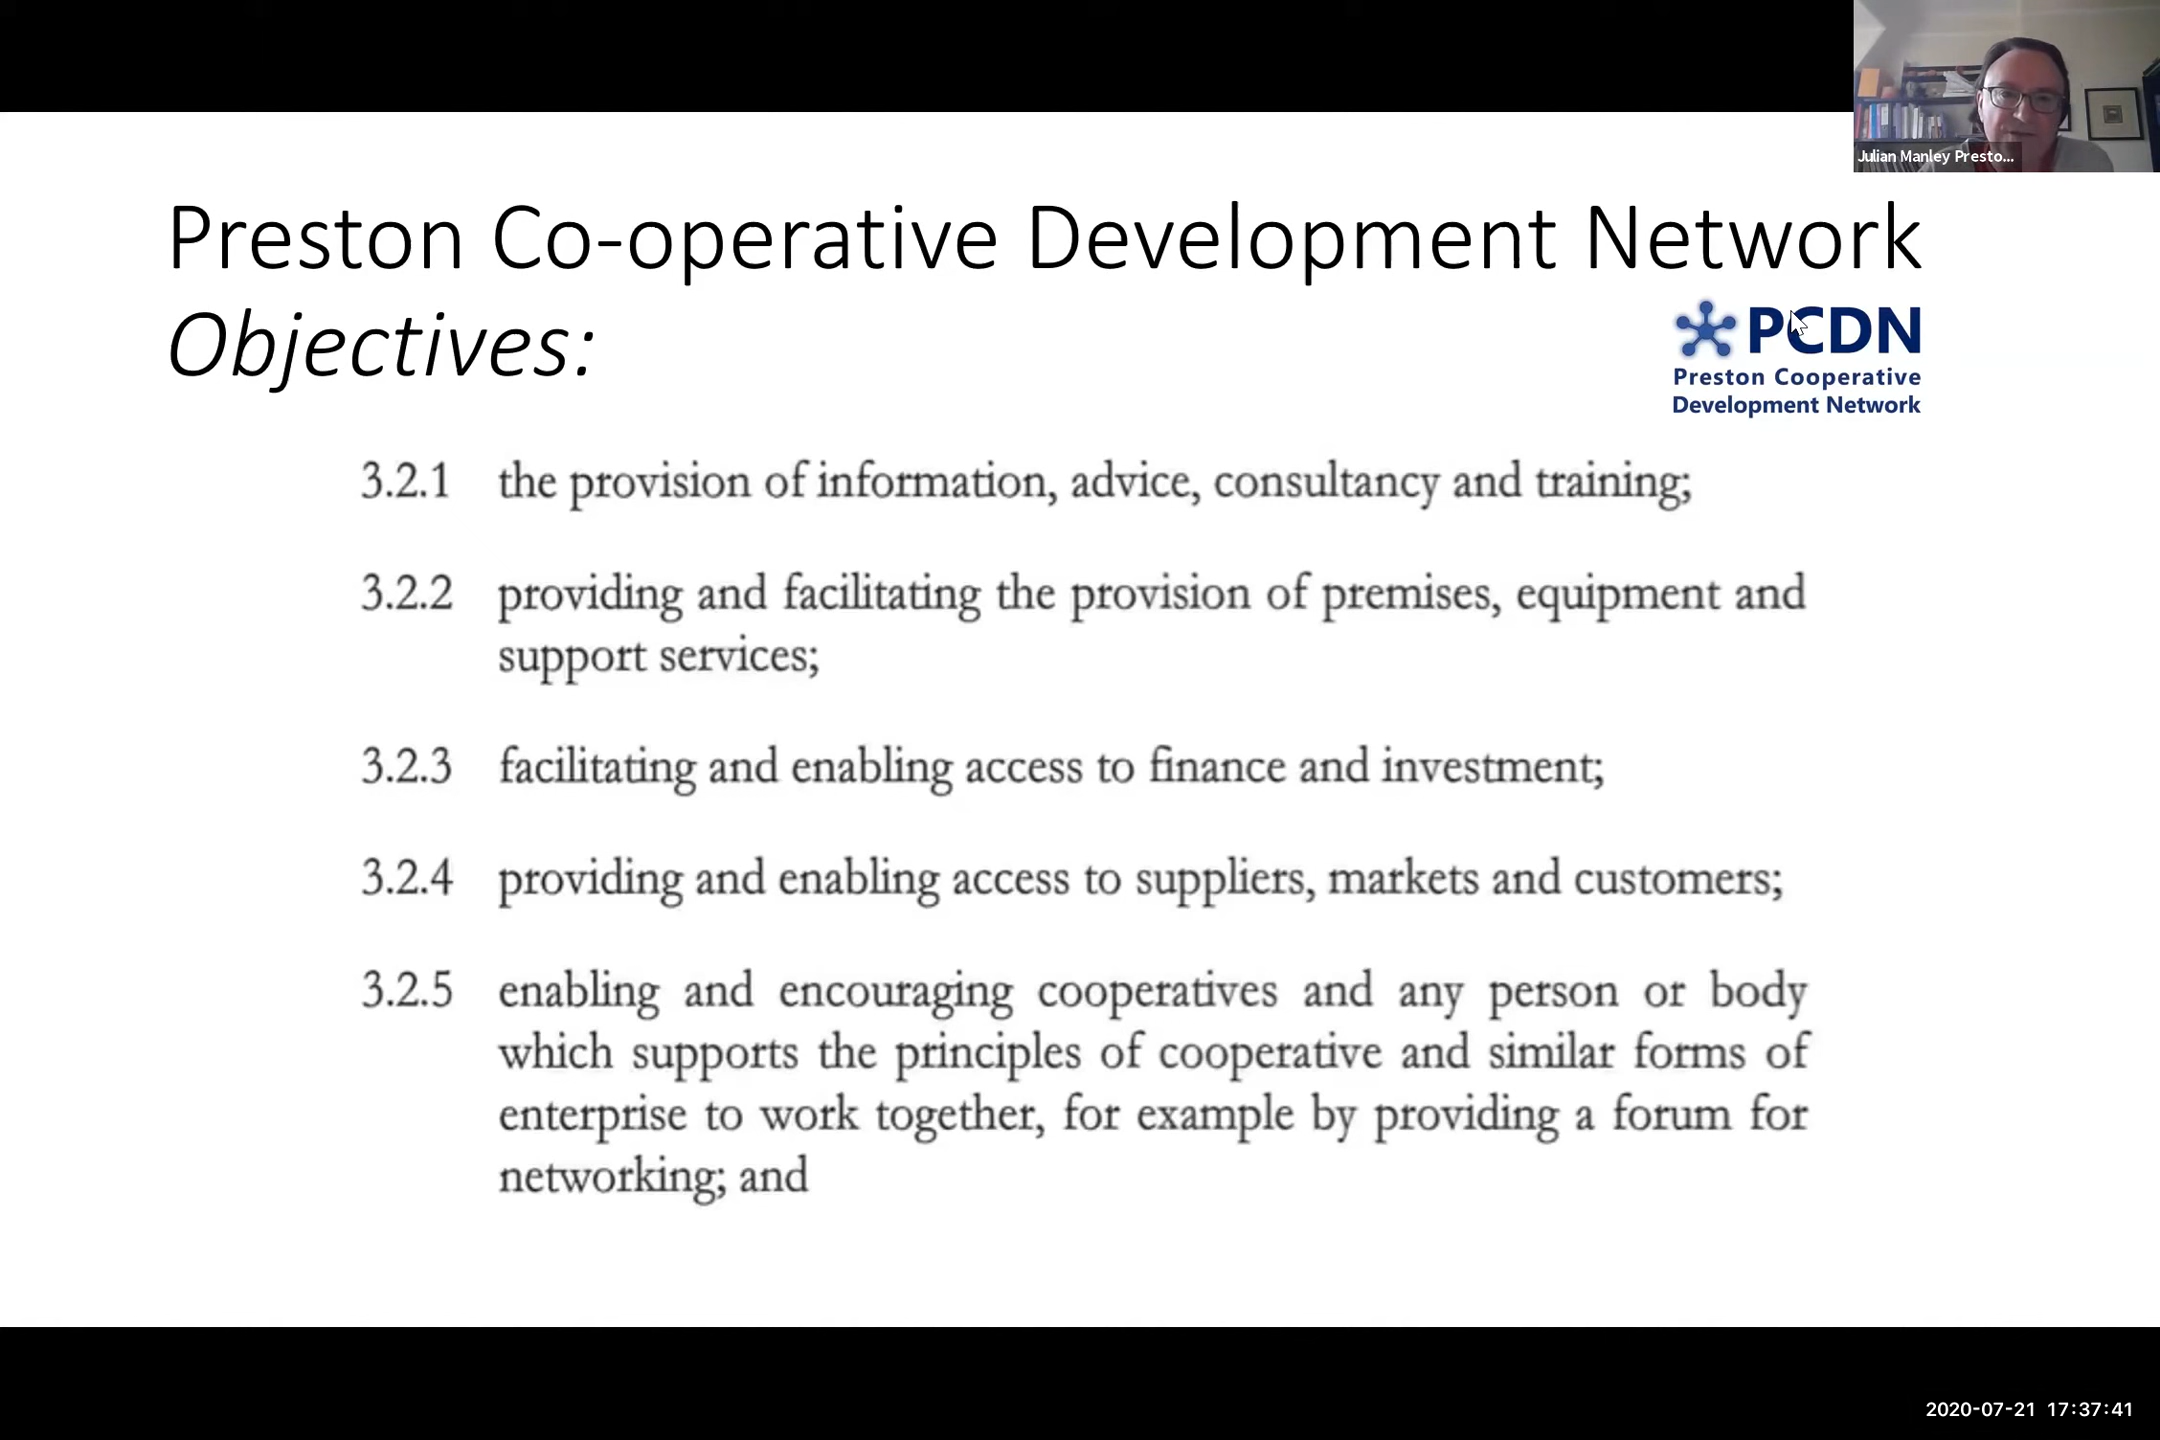 Julian Manley Presto...
Preston Co-operative Development Network
Objectives:
PCDN
Preston Cooperative
Development Network
3.2.1 the provision of information, advice, consultancy and training;
3.2.2 providing and facilitating the provision of premises, equipment and
support services;
3.2.3 facilitating and enabling access to finance and investment;
3.2.4 providing and enabling access to suppliers, markets and customers;
3.2.5 enabling and encouraging cooperatives and any person or body
which supports the principles of cooperative and similar forms of
enterprise to work together, for example by providing a forum for
networking; and
2020-07-21 17:37:41